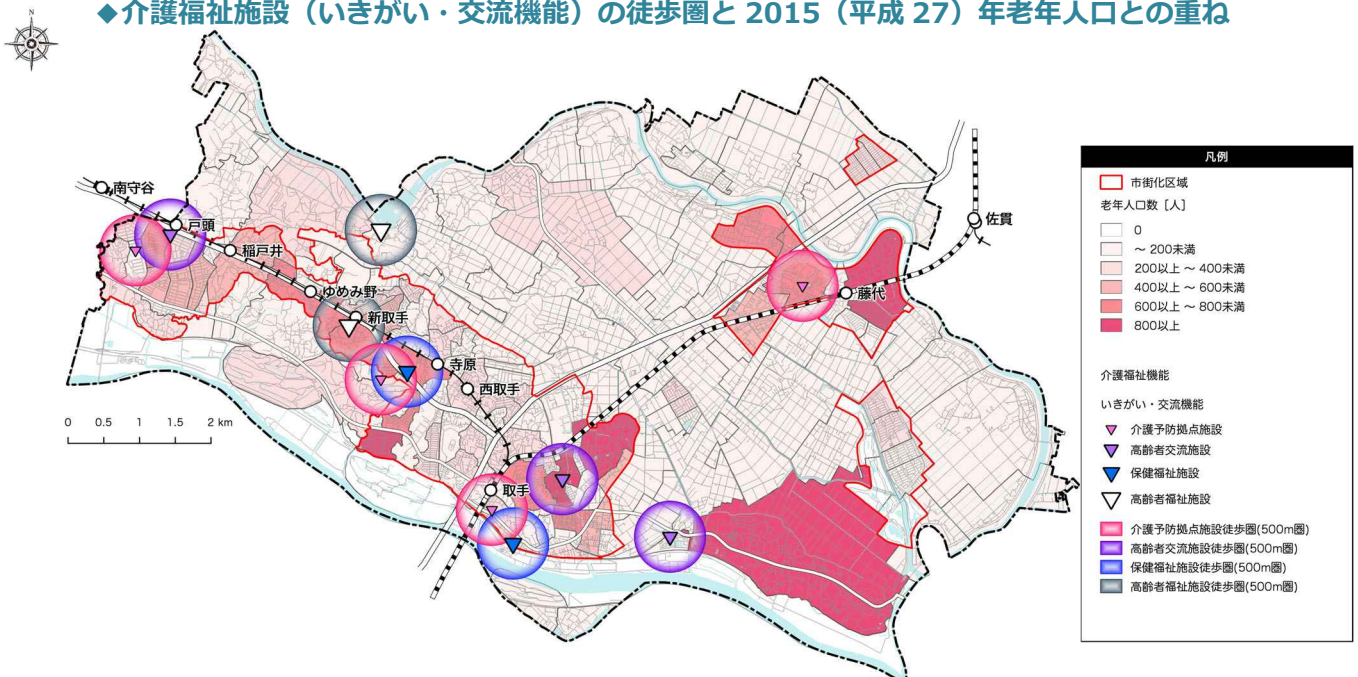 ◆介護福祉施設（いきがい・交流機能）の徒歩圏と 2015（平成 27）年老年人口との重ね
N
南守谷
戸頭
稲戸井
ゆめみ野
新取手
寺原
西取手
取手
藤代
佐貫
0 0.5 1 1.5 2 km
凡例
市街化区域
老年人口数 [人]
0
～ 200未満
200以上 ～ 400未満
400以上 ～ 600未満
600以上 ～ 800未満
800以上
介護福祉機能
いきがい・交流機能
介護予防拠点施設
高齢者交流施設
保健福祉施設
高齢者福祉施設
介護予防拠点施設徒歩圏(500m圏)
高齢者交流施設徒歩圏(500m圏)
保健福祉施設徒歩圏(500m圏)
高齢者福祉施設徒歩圏(500m圏)